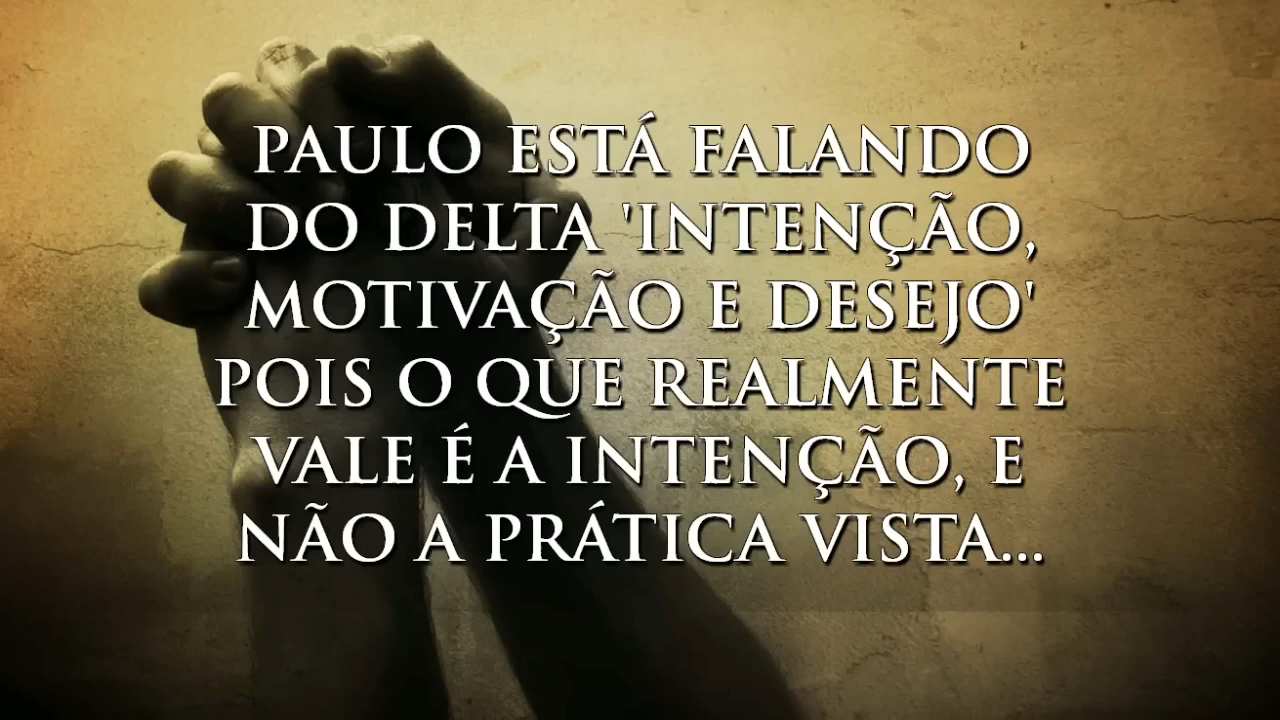 PAULO ESTÁ FALANDO
DO DELTA 'INTENÇÃO,
MOTIVAÇÃO E DESEJO'
POIS O QUE REALMENTE
VALE É A INTENÇÃO, E
NÃO A PRÁTICA VISTA...